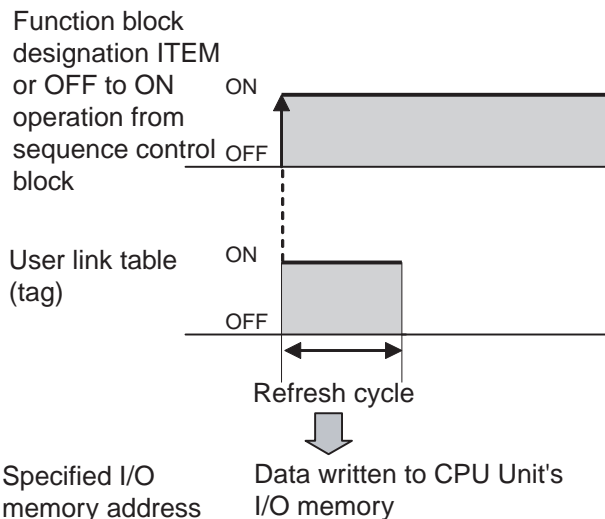 Function block
designation ITEM
or OFF to ON
operation from
sequence control
block
ON
OFF
User link table
(tag)
ON
OFF
Refresh cycle
Specified I/O
memory address
Data written to CPU Unit's
I/O memory